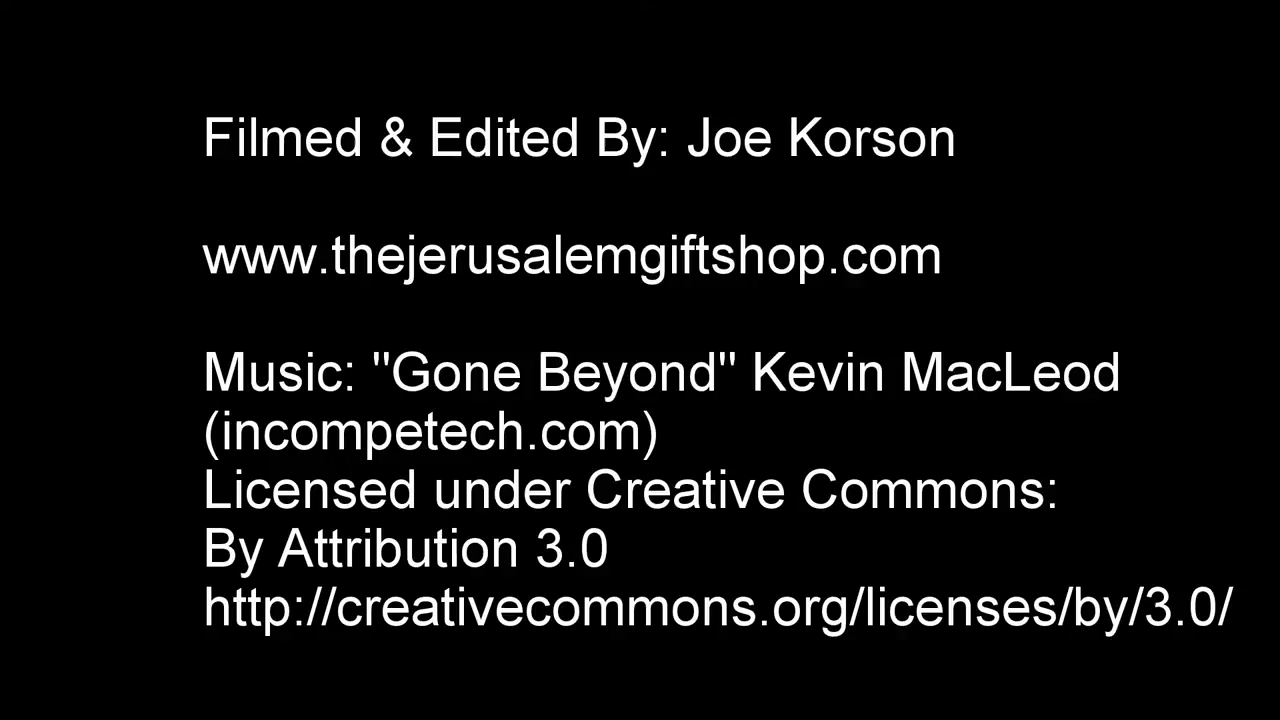 Filmed & Edited By: Joe Korson
www.thejerusalemgiftshop.com
Music: "Gone Beyond" Kevin MacLeod
(incompetech.com)
Licensed under Creative Commons:
By Attribution 3.0
http://creativecommons.org/licenses/by/3.0/